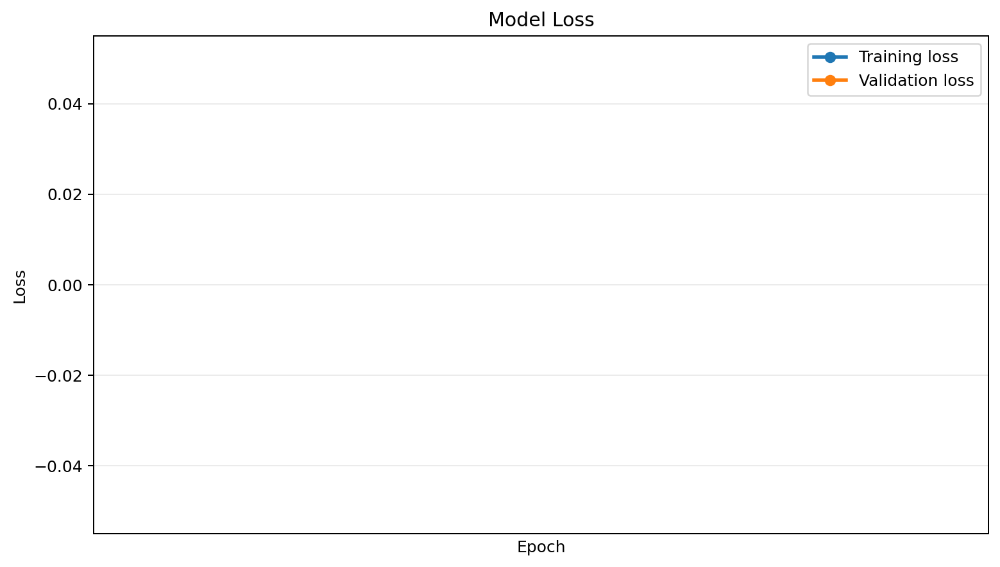 Model Loss
Training loss
Validation loss
0.04
0.02
0.00
−0.02
−0.04
Loss
Epoch